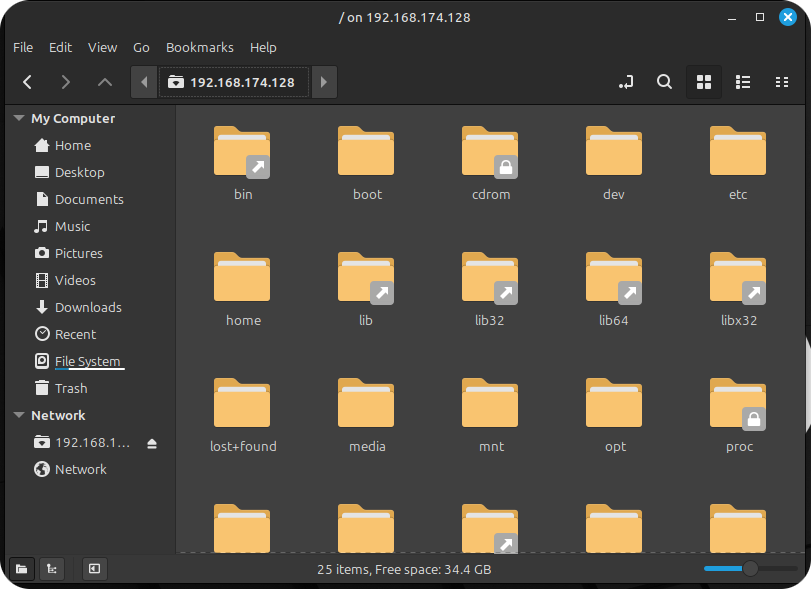 / on 192.168.174.128
File Edit View Go Bookmarks Help
192.168.174.128
My Computer
Home
Desktop
Documents
Music
Pictures
Videos
Downloads
Recent
File System
Trash
Network
192.168.1...
Network
bin boot cdrom dev etc
home lib lib32 lib64 libx32
lost+found media mnt opt proc
25 items, Free space: 34.4 GB